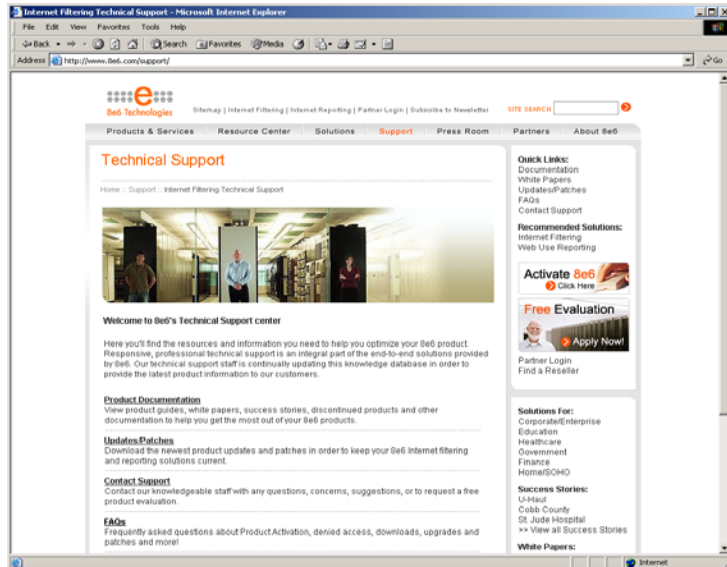 Internet Filtering Technical Support - Microsoft Internet Explorer
File Edit View Favorites Tools Help
Back Search Favorites Media
Address http://www.8e6.com/support/ Go
e
8e6 Technologies
Sitemap | Internet Filtering | Internet Reporting | Partner Login | Subscribe to Newsletter
SITE SEARCH
Products & Services Resource Center Solutions Support Press Room Partners About 8e6
Technical Support
Home :: Support :: Internet Filtering Technical Support
Welcome to 8e6's Technical Support center
Here you'll find the resources and information you need to help you optimize your 8e6 product.
Responsive, professional technical support is an integral part of the end-to-end solutions provided
by 8e6. Our technical support staff is continually updating this knowledge database in order to
provide the latest product information to our customers.
Product Documentation
View product guides, white papers, success stories, discontinued products and other
documentation to help you get the most out of your 8e6 products.
Updates/Patches
Download the newest product updates and patches in order to keep your 8e6 Internet filtering
and reporting solutions current.
Contact Support
Contact our knowledgeable staff with any questions, concerns, suggestions, or to request a free
product evaluation.
FAQs
Frequently asked questions about Product Activation, denied access, downloads, upgrades and
patches and more!
Quick Links:
Documentation
White Papers
Updates/Patches
FAQs
Contact Support
Recommended Solutions:
Internet Filtering
Web Use Reporting
Activate 8e6
Click Here
Free Evaluation
Apply Now!
Partner Login
Find a Reseller
Solutions For:
Corporate/Enterprise
Education
Healthcare
Government
Finance
Home/SOHO
Success Stories:
U-Haul
Cobb County
St. Jude Hospital
>> View all Success Stories
White Papers:
Internet